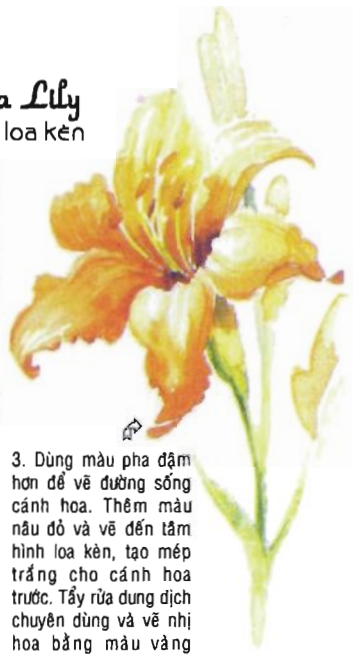 a Lily
loa kèn
3. Dùng màu pha đậm
hơn để vẽ đường sống
cánh hoa. Thêm màu
nâu đỏ và vẽ đến tâm
hình loa kèn, tạo mép
trắng cho cánh hoa
trước. Tẩy rửa dung dịch
chuyên dùng và vẽ nhị
hoa bằng màu vàng